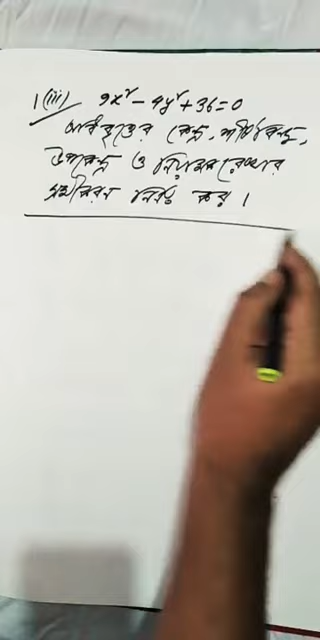 1(iii) 9x² - 4y² + 36 = 0
অধিবৃত্তের কেন্দ্র, শীর্ষবিন্দু,
উপকেন্দ্র ও নিয়ামকরেখার
সমীকরণ নির্ণয় কর।